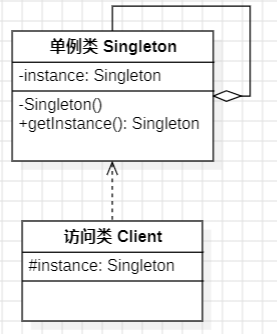 单例类 Singleton
-instance: Singleton
-Singleton()
+getInstance(): Singleton
访问类 Client
#instance: Singleton